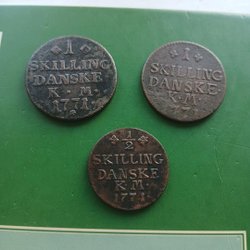 1
SKILLING
DANSKE
K·M·
1771
1
SKILLING
DANSKE
K·M·
1/2
SKILLING
DANSKE
K M
1771